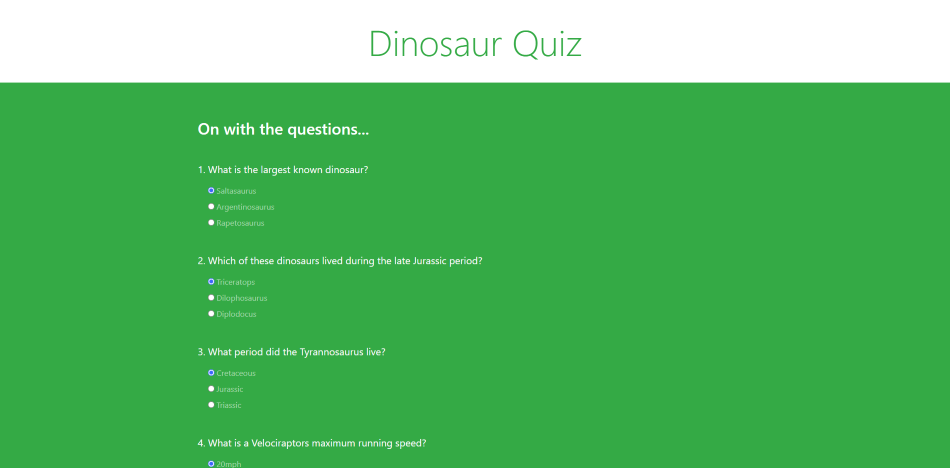 Dinosaur Quiz
On with the questions...
1. What is the largest known dinosaur?
Saltasaurus
Argentinosaurus
Rapetosaurus
2. Which of these dinosaurs lived during the late Jurassic period?
Triceratops
Dilophosaurus
Diplodocus
3. What period did the Tyrannosaurus live?
Cretaceous
Jurassic
Triassic
4. What is a Velociraptors maximum running speed?
20mph